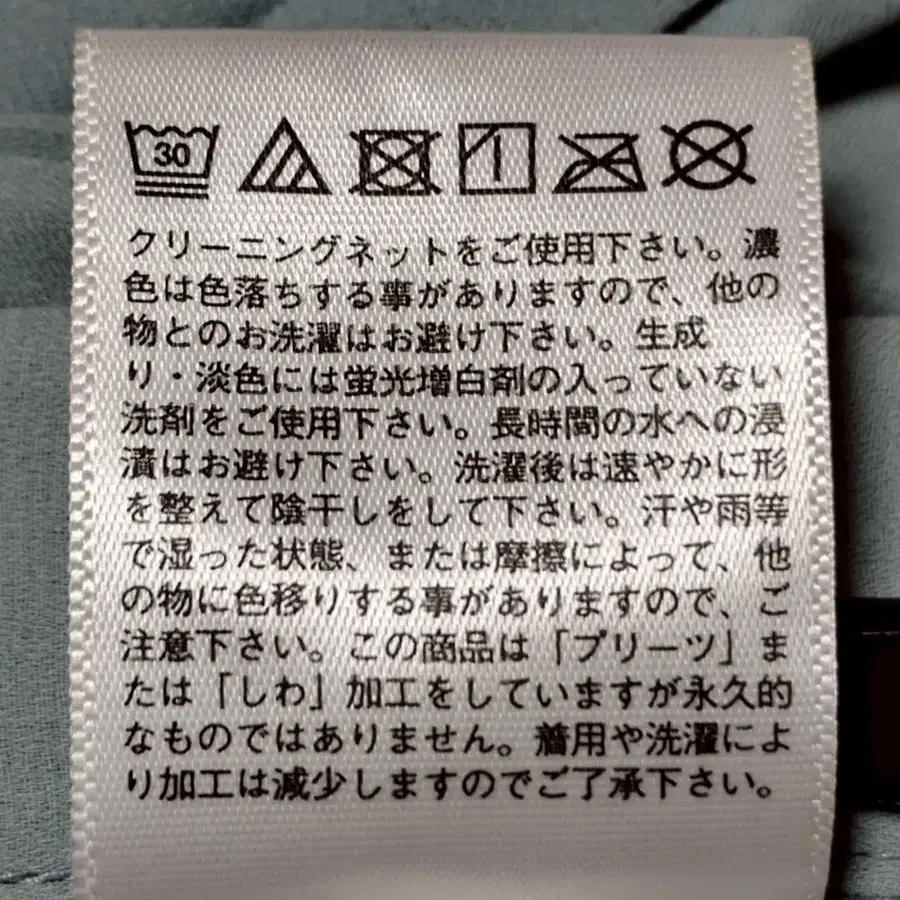 30
クリーニングネットをご使用下さい。濃
色は色落ちする事がありますので、他の
物とのお洗濯はお避け下さい。生成
り・淡色には蛍光増白剤の入っていない
洗剤をご使用下さい。長時間の水への浸
漬はお避け下さい。洗濯後は速やかに形
を整えて陰干しをして下さい。汗や雨等
で湿った状態、または摩擦によって、他
の物に色移りする事がありますので、ご
注意下さい。この商品は「プリーツ」ま
たは「しわ」加工をしていますが永久的
なものではありません。着用や洗濯によ
り加工は減少しますのでご了承下さい。